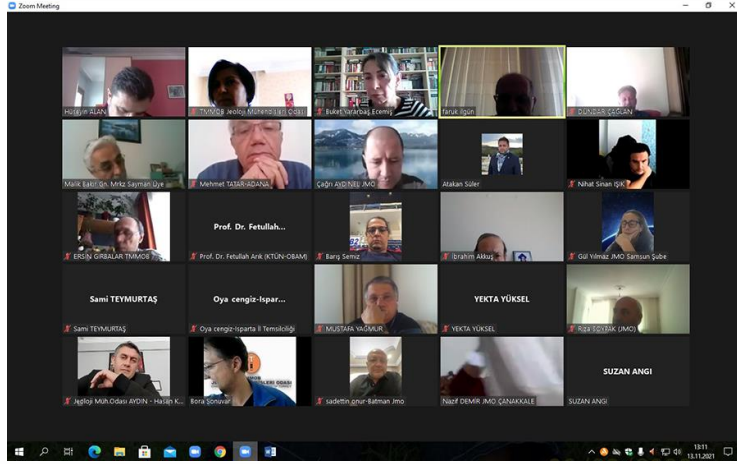 Zoom Meeting
Hüseyin ALAN
TMMOB Jeoloji Mühendisleri Odası
Buket Yararbaş Ecemiş
faruk ilgün
DÜNDAR ÇAĞLAN
Malik Bakır Gn. Mrkz Sayman Üye
Mehmet TATAR-ADANA
Çağrı
JMO
Atakan Süler
Nihat Sinan IŞIK
ERSİN GIRBALAR TMMOB
Prof. Dr. Fetullah...
Prof. Dr. Fetullah Arık (KTÜN-OBAM)
Barış Semiz
İbrahim Akkuş
Gül Yılmaz JMO Samsun Şube
Sami TEYMURTAŞ
Sami TEYMURTAŞ
Oya cengiz-Ispar...
Oya cengiz-Isparta İl Temsilciliği
MUSTAFA YAĞMUR
YEKTA YÜKSEL
YEKTA YÜKSEL
Rıza SOYPAK (JMO)
Jeoloji Müh.Odası AYDIN - Hasan K...
Bora Sonuvar
sadettin onur-Batman Jmo
Nazif DEMİR JMO ÇANAKKALE
SUZAN ANGI
SUZAN ANGI
13:11
13.11.2021